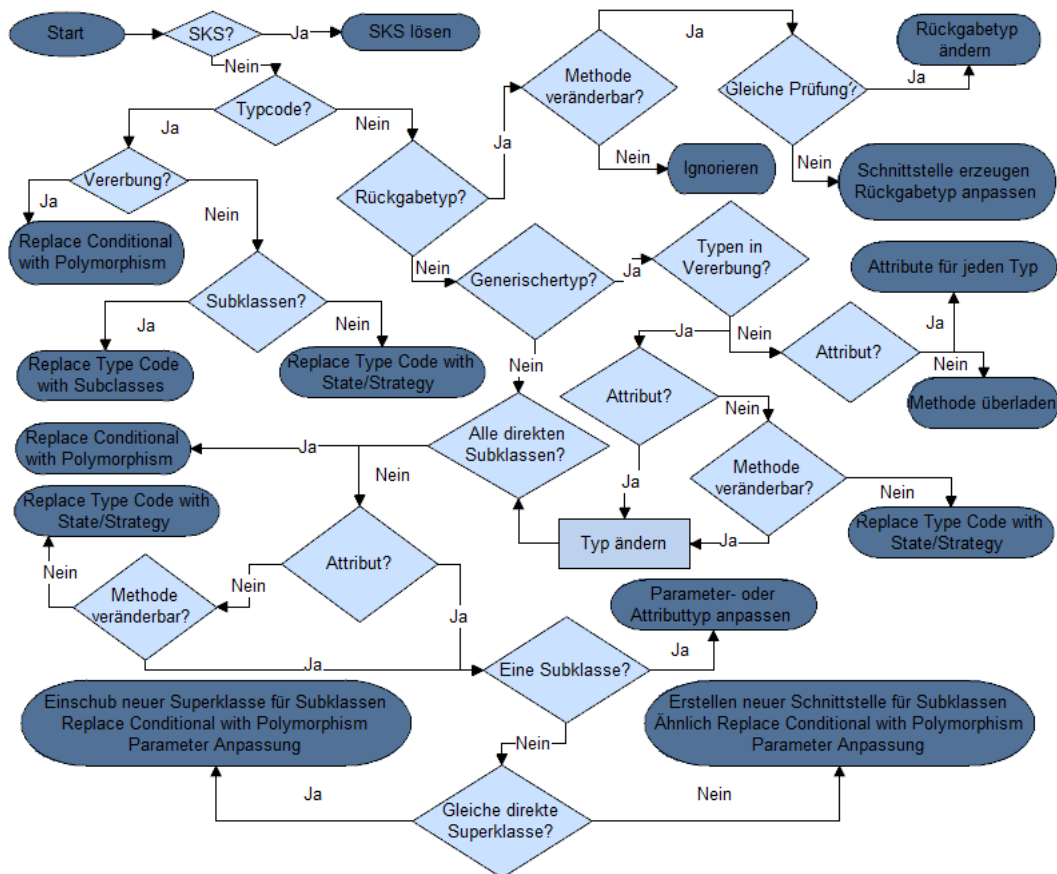 Start
SKS?
Ja
SKS lösen
Nein
Typcode?
Ja
Nein
Vererbung?
Ja
Nein
Replace Conditional
with Polymorphism
Subklassen?
Ja
Nein
Replace Type Code
with Subclasses
Replace Type Code with
State/Strategy
Rückgabetyp?
Ja
Nein
Methode
veränderbar?
Ja
Nein
Ignorieren
Gleiche Prüfung?
Ja
Rückgabetyp
ändern
Nein
Schnittstelle erzeugen
Rückgabetyp anpassen
Generischertyp?
Ja
Nein
Typen in
Vererbung?
Ja
Nein
Attribut?
Ja
Attribute für jeden Typ
Nein
Methode überladen
Attribut?
Ja
Nein
Methode
veränderbar?
Nein
Replace Type Code with
State/Strategy
Ja
Typ ändern
Alle direkten
Subklassen?
Ja
Replace Conditional
with Polymorphism
Nein
Attribut?
Nein
Ja
Methode
veränderbar?
Nein
Replace Type Code with
State/Strategy
Ja
Eine Subklasse?
Ja
Parameter- oder
Attributtyp anpassen
Nein
Gleiche direkte
Superklasse?
Ja
Einschub neuer Superklasse für Subklassen
Replace Conditional with Polymorphism
Parameter Anpassung
Nein
Erstellen neuer Schnittstelle für Subklassen
Ähnlich Replace Conditional with Polymorphism
Parameter Anpassung